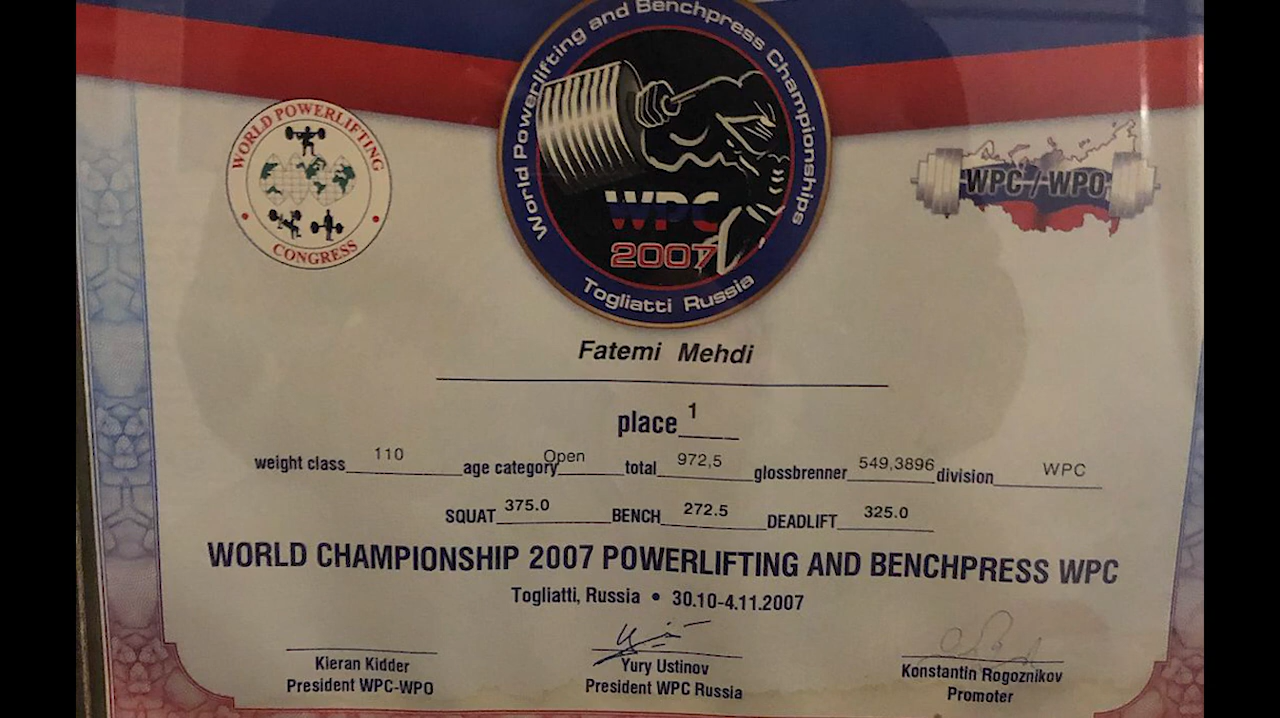 World Powerlifting and Benchpress Championships
WORLD POWERLIFTING
CONGRESS
WPC
2007
Togliatti Russia
WPC / WPO
Fatemi Mehdi
place 1
weight class 110 age category Open total 972,5 glossbrenner 549,3896 division WPC
SQUAT 375.0 BENCH 272.5 DEADLIFT 325.0
WORLD CHAMPIONSHIP 2007 POWERLIFTING AND BENCHPRESS WPC
Togliatti, Russia • 30.10-4.11.2007
Kieran Kidder
President WPC-WPO
Yury Ustinov
President WPC Russia
Konstantin Rogoznikov
Promoter